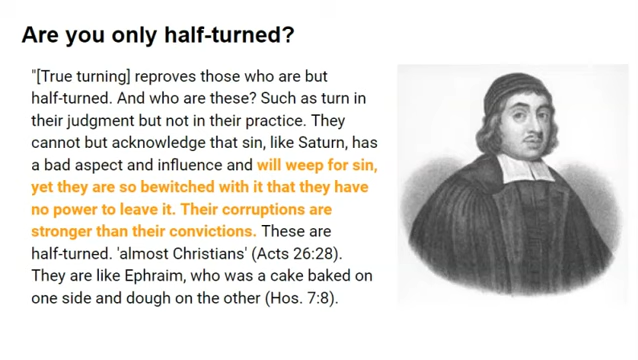 Are you only half-turned?
"[True turning] reproves those who are but
half-turned. And who are these? Such as turn in
their judgment but not in their practice. They
cannot but acknowledge that sin, like Saturn, has
a bad aspect and influence and will weep for sin,
yet they are so bewitched with it that they have
no power to leave it. Their corruptions are
stronger than their convictions. These are
half-turned. 'almost Christians' (Acts 26:28).
They are like Ephraim, who was a cake baked on
one side and dough on the other (Hos. 7:8).